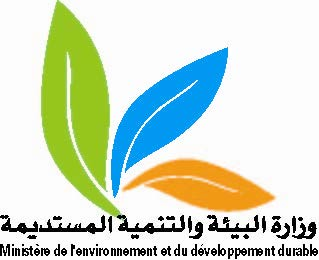 وزارة البيئة والتنمية المستديمة
Ministère de l'environnement et du développement durable